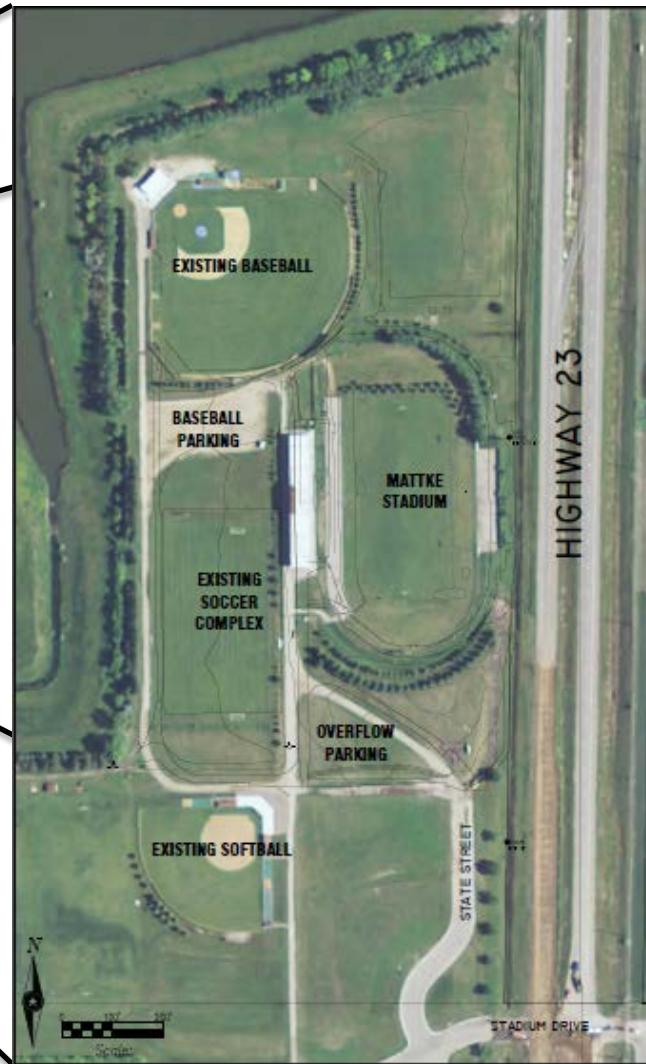 EXISTING BASEBALL
BASEBALL
PARKING
MATTKE
STADIUM
HIGHWAY 23
EXISTING
SOCCER
COMPLEX
OVERFLOW
PARKING
EXISTING SOFTBALL
STATE STREET
N
Scale:
STADIUM DRIVE